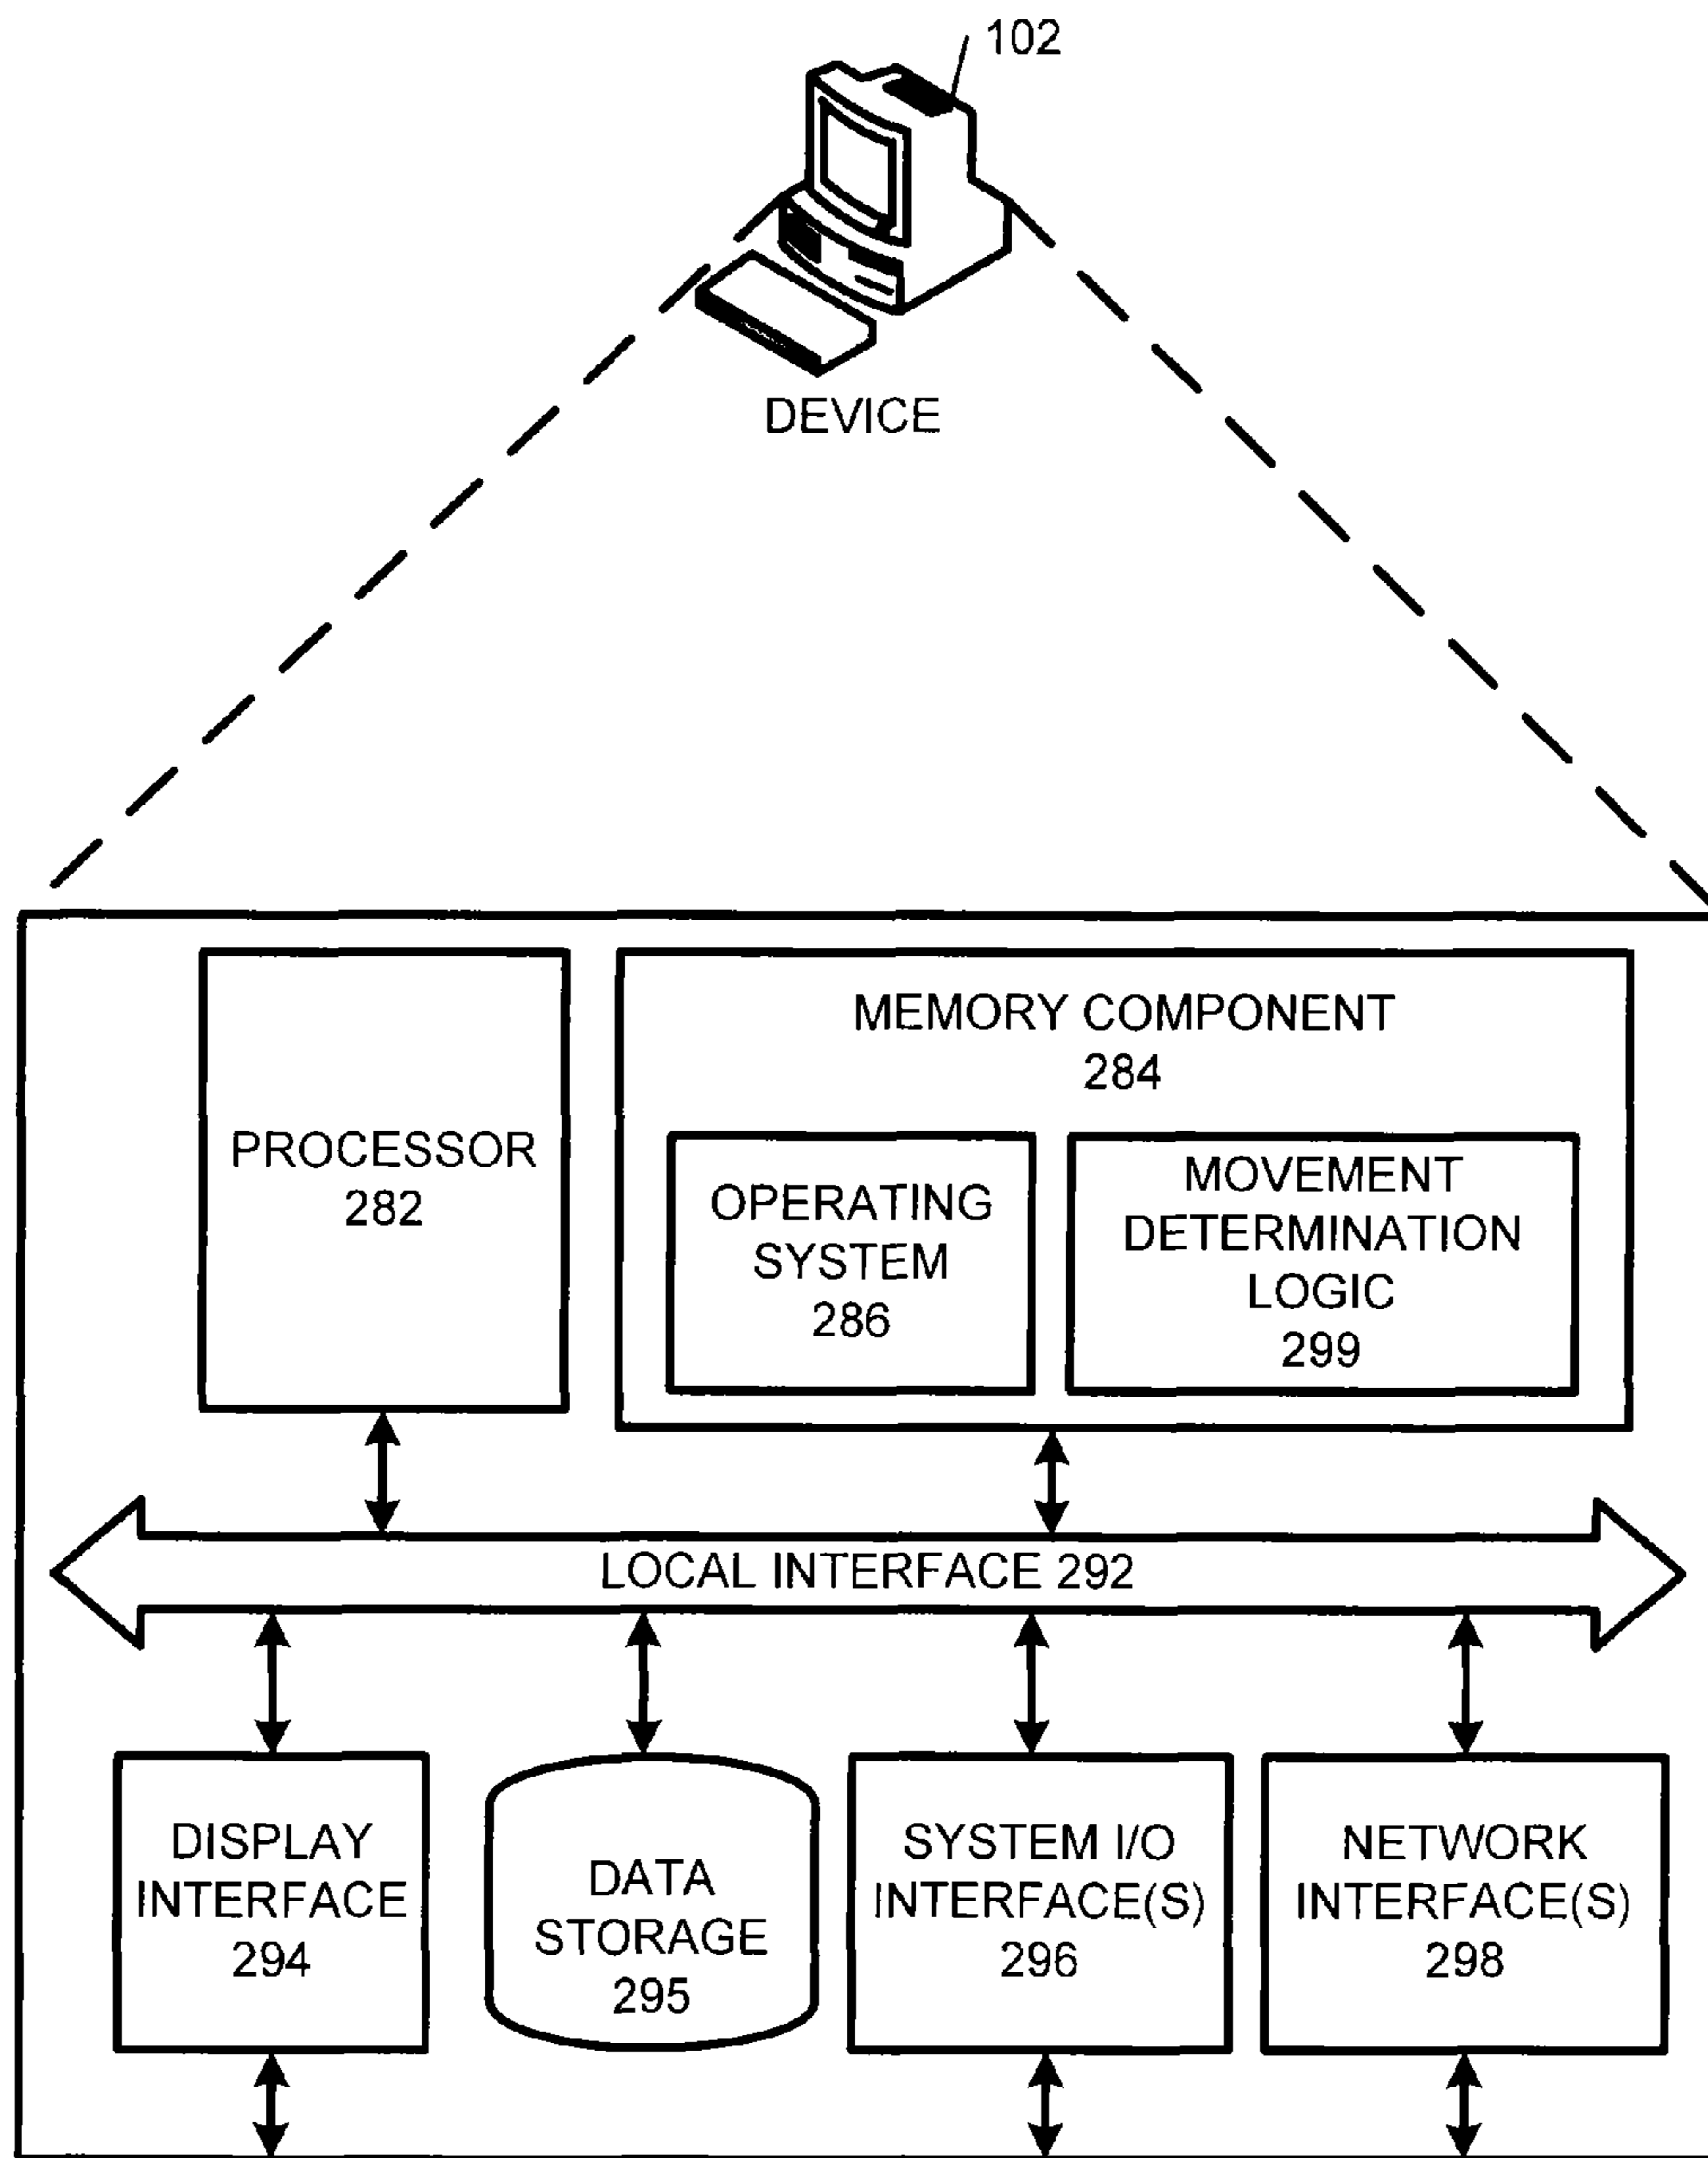 102
DEVICE
MEMORY COMPONENT
284
PROCESSOR
282
OPERATING
SYSTEM
286
MOVEMENT
DETERMINATION
LOGIC
299
LOCAL INTERFACE 292
DISPLAY
INTERFACE
294
DATA
STORAGE
295
SYSTEM I/O
INTERFACE(S)
296
NETWORK
INTERFACE(S)
298